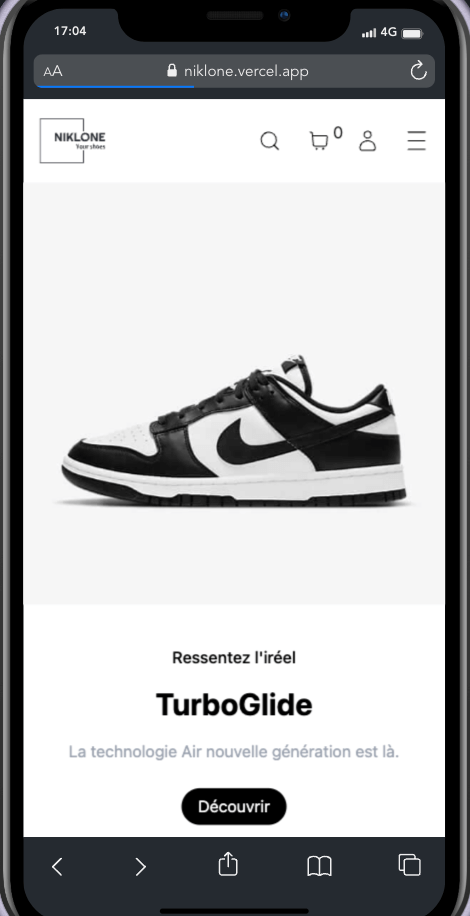 17:04
4G
AA
niklone.vercel.app
NIKLONE
Your shoes
0
Ressentez l'iréel
TurboGlide
La technologie Air nouvelle génération est là.
Découvrir